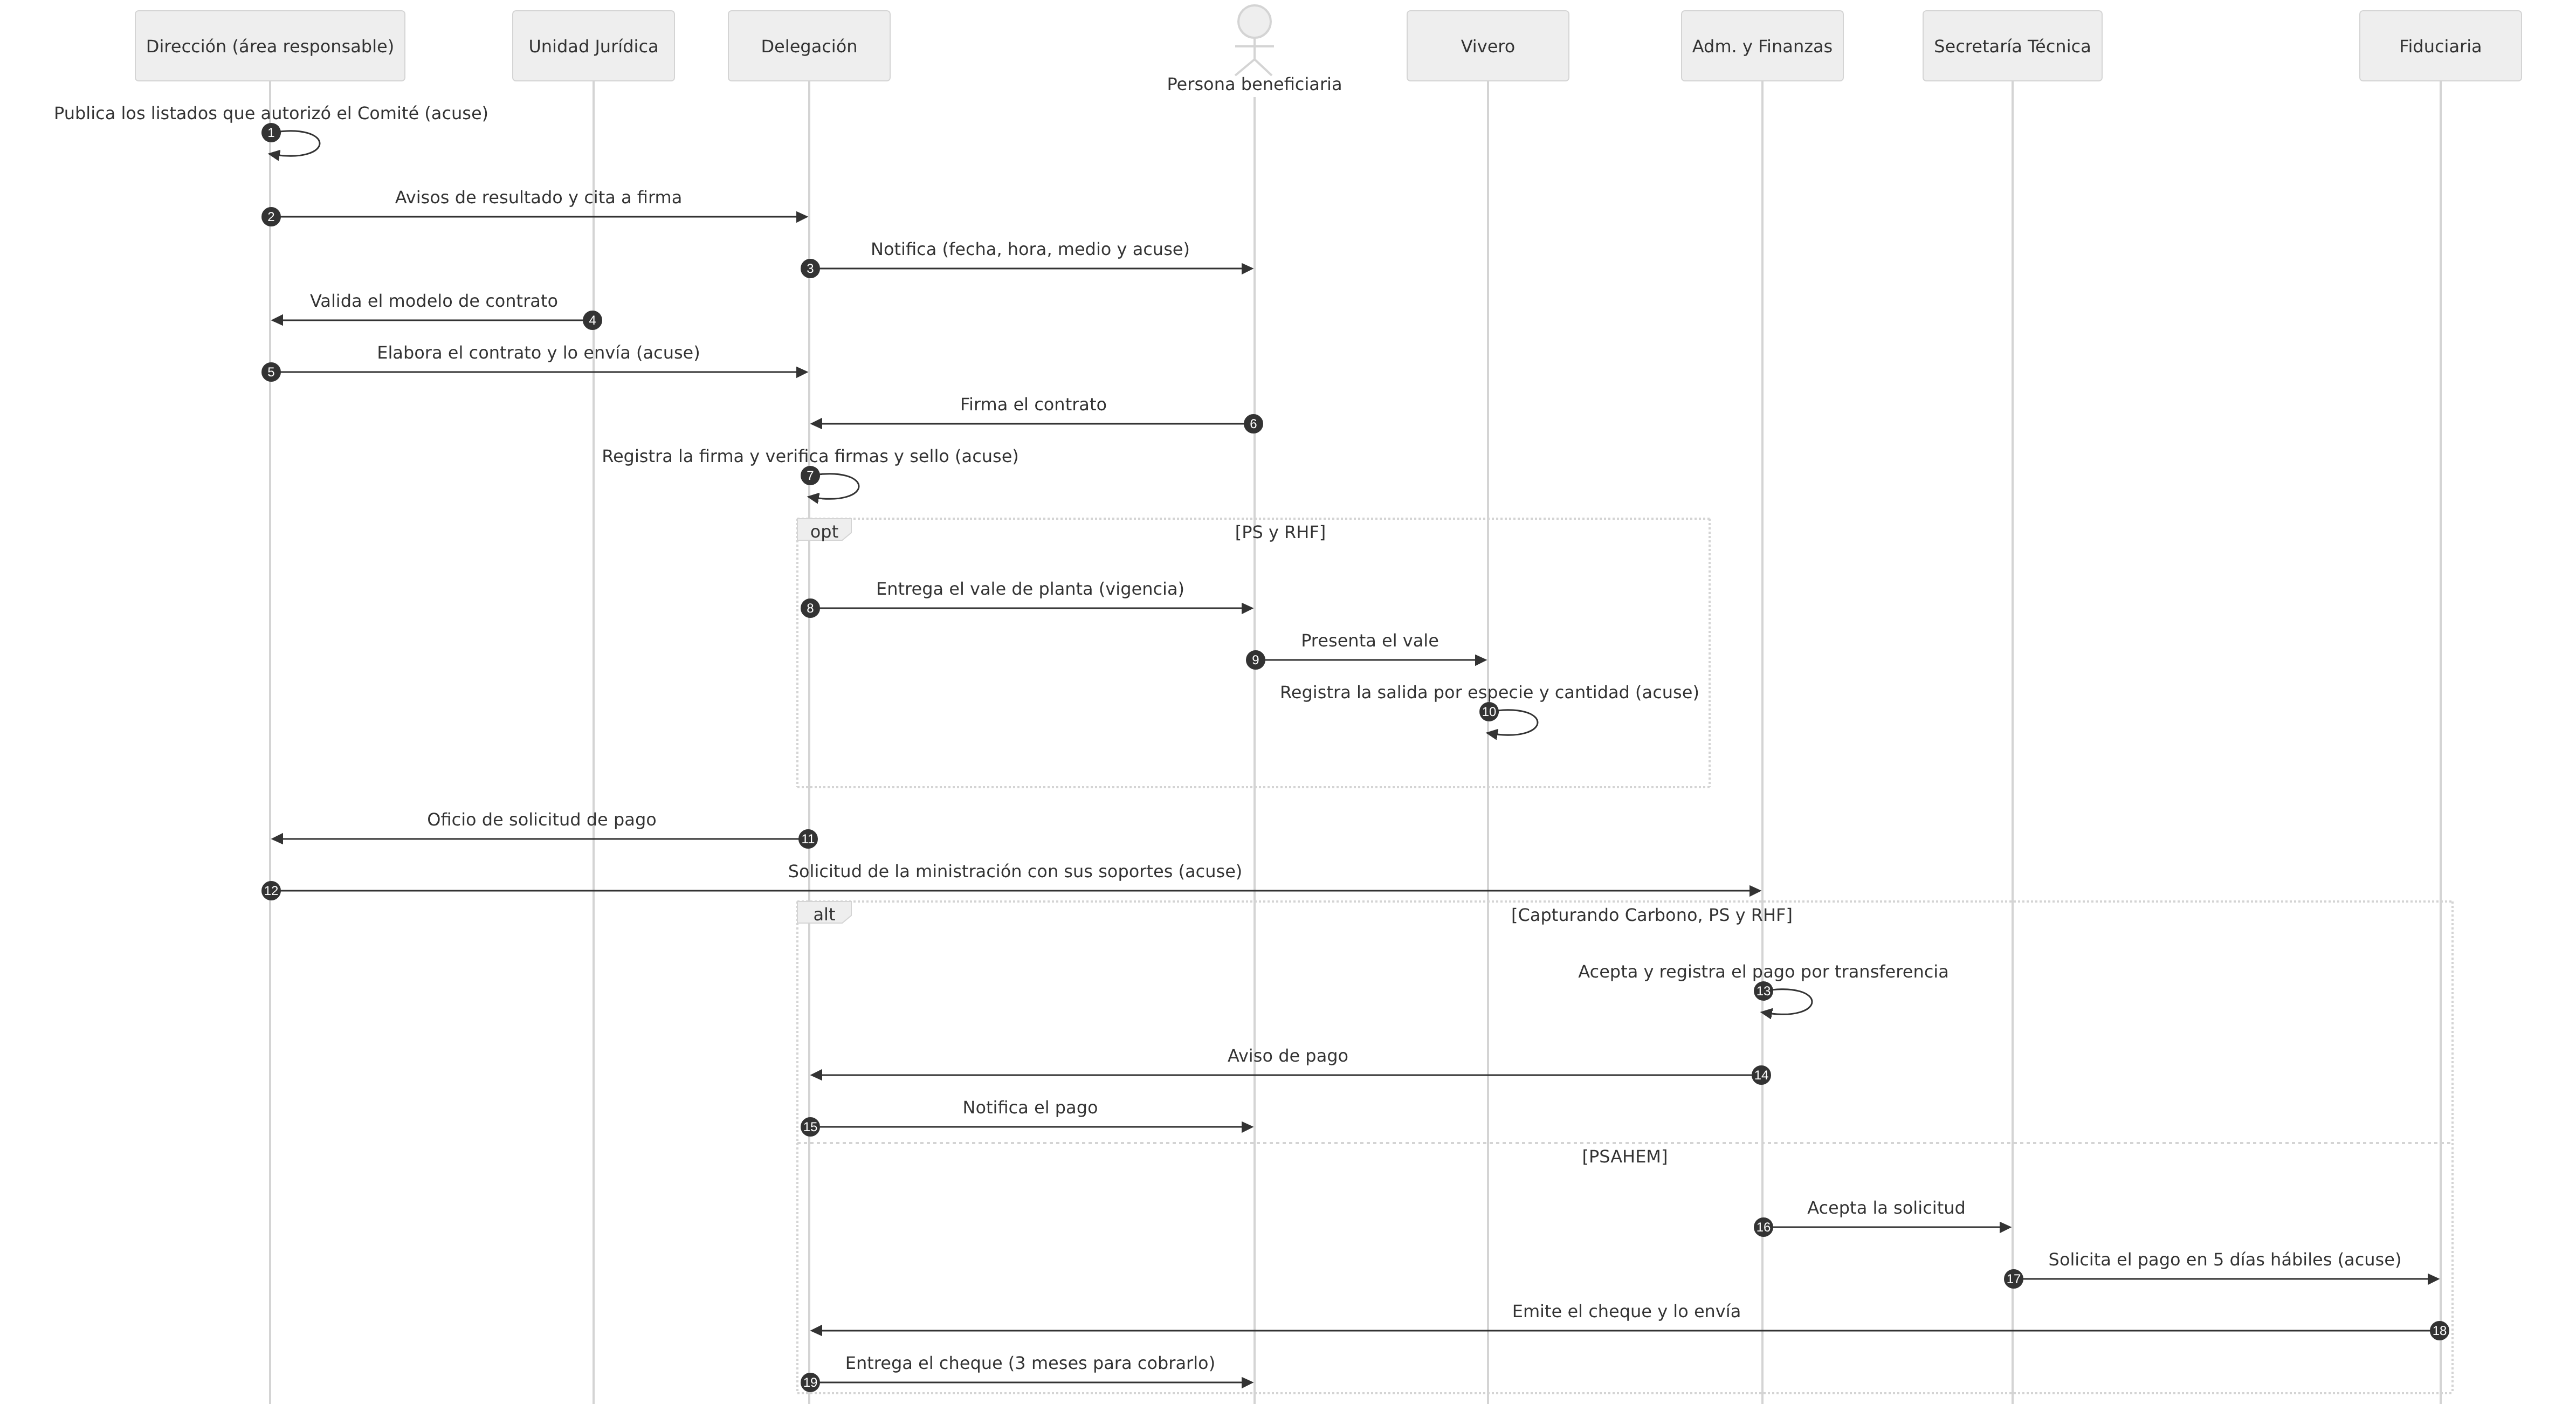 Dirección (área responsable)
Unidad Jurídica
Delegación
Persona beneficiaria
Vivero
Adm. y Finanzas
Secretaría Técnica
Fiduciaria
Publica los listados que autorizó el Comité (acuse)
1
Avisos de resultado y cita a firma
2
Notifica (fecha, hora, medio y acuse)
3
Valida el modelo de contrato
4
Elabora el contrato y lo envía (acuse)
5
Firma el contrato
6
Registra la firma y verifica firmas y sello (acuse)
7
opt
[PS y RHF]
Entrega el vale de planta (vigencia)
8
Presenta el vale
9
Registra la salida por especie y cantidad (acuse)
10
Oficio de solicitud de pago
11
Solicitud de la ministración con sus soportes (acuse)
12
alt
[Capturando Carbono, PS y RHF]
Acepta y registra el pago por transferencia
13
Aviso de pago
14
Notifica el pago
15
[PSAHEM]
Acepta la solicitud
16
Solicita el pago en 5 días hábiles (acuse)
17
Emite el cheque y lo envía
18
Entrega el cheque (3 meses para cobrarlo)
19